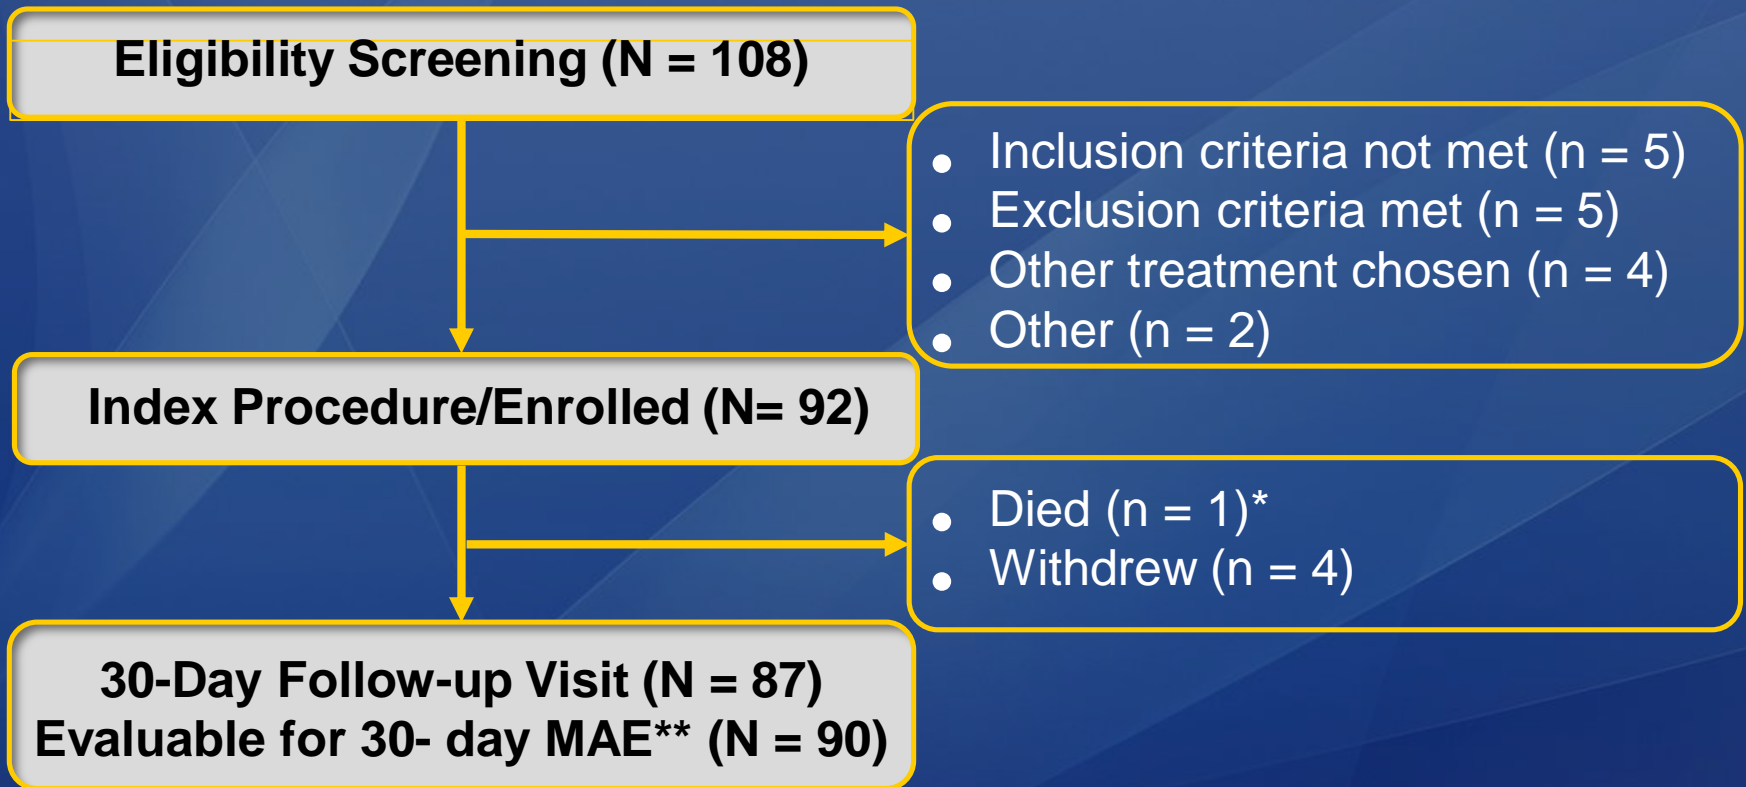 Eligibility Screening (N = 108)
● Inclusion criteria not met (n = 5)
● Exclusion criteria met (n = 5)
● Other treatment chosen (n = 4)
● Other (n = 2)
Index Procedure/Enrolled (N= 92)
● Died (n = 1)*
● Withdrew (n = 4)
30-Day Follow-up Visit (N = 87)
Evaluable for 30- day MAE** (N = 90)